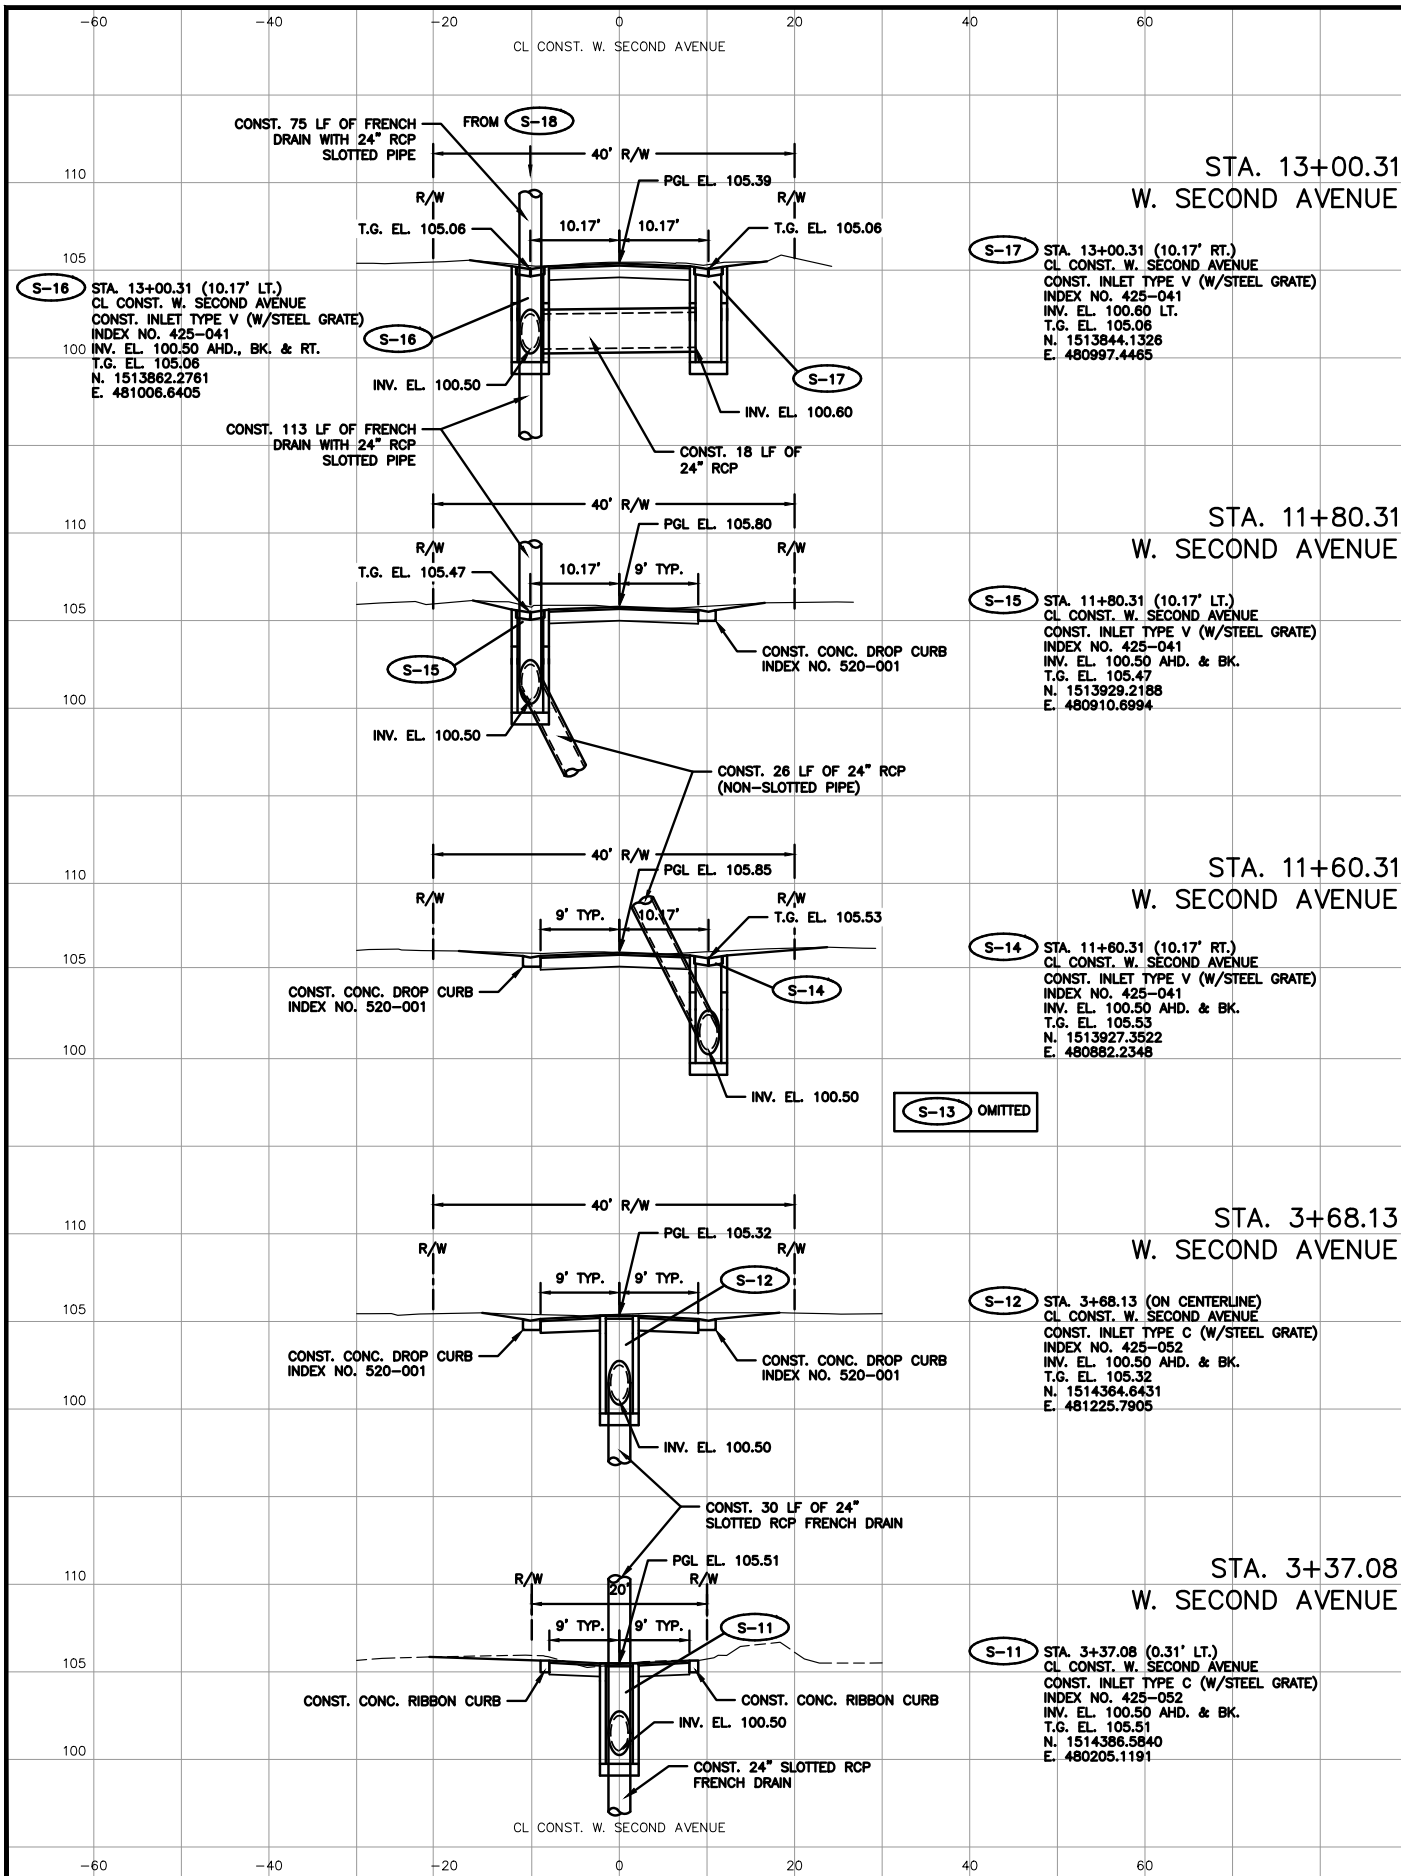 -60 -40 -20 0 20 40 60
CL CONST. W. SECOND AVENUE
CONST. 75 LF OF FRENCH
DRAIN WITH 24" RCP
SLOTTED PIPE
FROM S-18
40' R/W
STA. 13+00.31
W. SECOND AVENUE
110
PGL EL. 105.39
R/W
R/W
T.G. EL. 105.06
10.17'
10.17'
T.G. EL. 105.06
105
S-17
STA. 13+00.31 (10.17' RT.)
CL CONST. W. SECOND AVENUE
CONST. INLET TYPE V (W/STEEL GRATE)
INDEX NO. 425-041
INV. EL. 100.60 LT.
T.G. EL. 105.06
N. 1513844.1326
E. 480997.4465
S-16
STA. 13+00.31 (10.17' LT.)
CL CONST. W. SECOND AVENUE
CONST. INLET TYPE V (W/STEEL GRATE)
INDEX NO. 425-041
INV. EL. 100.50 AHD., BK. & RT.
T.G. EL. 105.06
N. 1513862.2761
E. 481006.6405
S-16
100
INV. EL. 100.50
S-17
INV. EL. 100.60
CONST. 113 LF OF FRENCH
DRAIN WITH 24" RCP
SLOTTED PIPE
CONST. 18 LF OF
24" RCP
40' R/W
STA. 11+80.31
W. SECOND AVENUE
110
PGL EL. 105.80
R/W
R/W
T.G. EL. 105.47
10.17'
9' TYP.
105
S-15
STA. 11+80.31 (10.17' LT.)
CL CONST. W. SECOND AVENUE
CONST. INLET TYPE V (W/STEEL GRATE)
INDEX NO. 425-041
INV. EL. 100.50 AHD. & BK.
T.G. EL. 105.47
N. 1513929.2188
E. 480910.6994
CONST. CONC. DROP CURB
INDEX NO. 520-001
S-15
100
INV. EL. 100.50
CONST. 26 LF OF 24" RCP
(NON-SLOTTED PIPE)
40' R/W
STA. 11+60.31
W. SECOND AVENUE
110
PGL EL. 105.85
R/W
R/W
9' TYP.
10.17'
T.G. EL. 105.53
105
S-14
STA. 11+60.31 (10.17' RT.)
CL CONST. W. SECOND AVENUE
CONST. INLET TYPE V (W/STEEL GRATE)
INDEX NO. 425-041
INV. EL. 100.50 AHD. & BK.
T.G. EL. 105.53
N. 1513927.3522
E. 480882.2348
CONST. CONC. DROP CURB
INDEX NO. 520-001
S-14
100
INV. EL. 100.50
S-13 OMITTED
40' R/W
STA. 3+68.13
W. SECOND AVENUE
110
PGL EL. 105.32
R/W
R/W
9' TYP.
9' TYP.
S-12
105
S-12
STA. 3+68.13 (ON CENTERLINE)
CL CONST. W. SECOND AVENUE
CONST. INLET TYPE C (W/STEEL GRATE)
INDEX NO. 425-052
INV. EL. 100.50 AHD. & BK.
T.G. EL. 105.32
N. 1514364.6431
E. 481225.7905
CONST. CONC. DROP CURB
INDEX NO. 520-001
CONST. CONC. DROP CURB
INDEX NO. 520-001
100
INV. EL. 100.50
CONST. 30 LF OF 24"
SLOTTED RCP FRENCH DRAIN
STA. 3+37.08
W. SECOND AVENUE
110
PGL EL. 105.51
R/W
R/W
20'
9' TYP.
9' TYP.
S-11
105
S-11
STA. 3+37.08 (0.31' LT.)
CL CONST. W. SECOND AVENUE
CONST. INLET TYPE C (W/STEEL GRATE)
INDEX NO. 425-052
INV. EL. 100.50 AHD. & BK.
T.G. EL. 105.51
N. 1514386.5840
E. 480205.1191
CONST. CONC. RIBBON CURB
CONST. CONC. RIBBON CURB
INV. EL. 100.50
100
CONST. 24" SLOTTED RCP
FRENCH DRAIN
CL CONST. W. SECOND AVENUE
-60 -40 -20 0 20 40 60